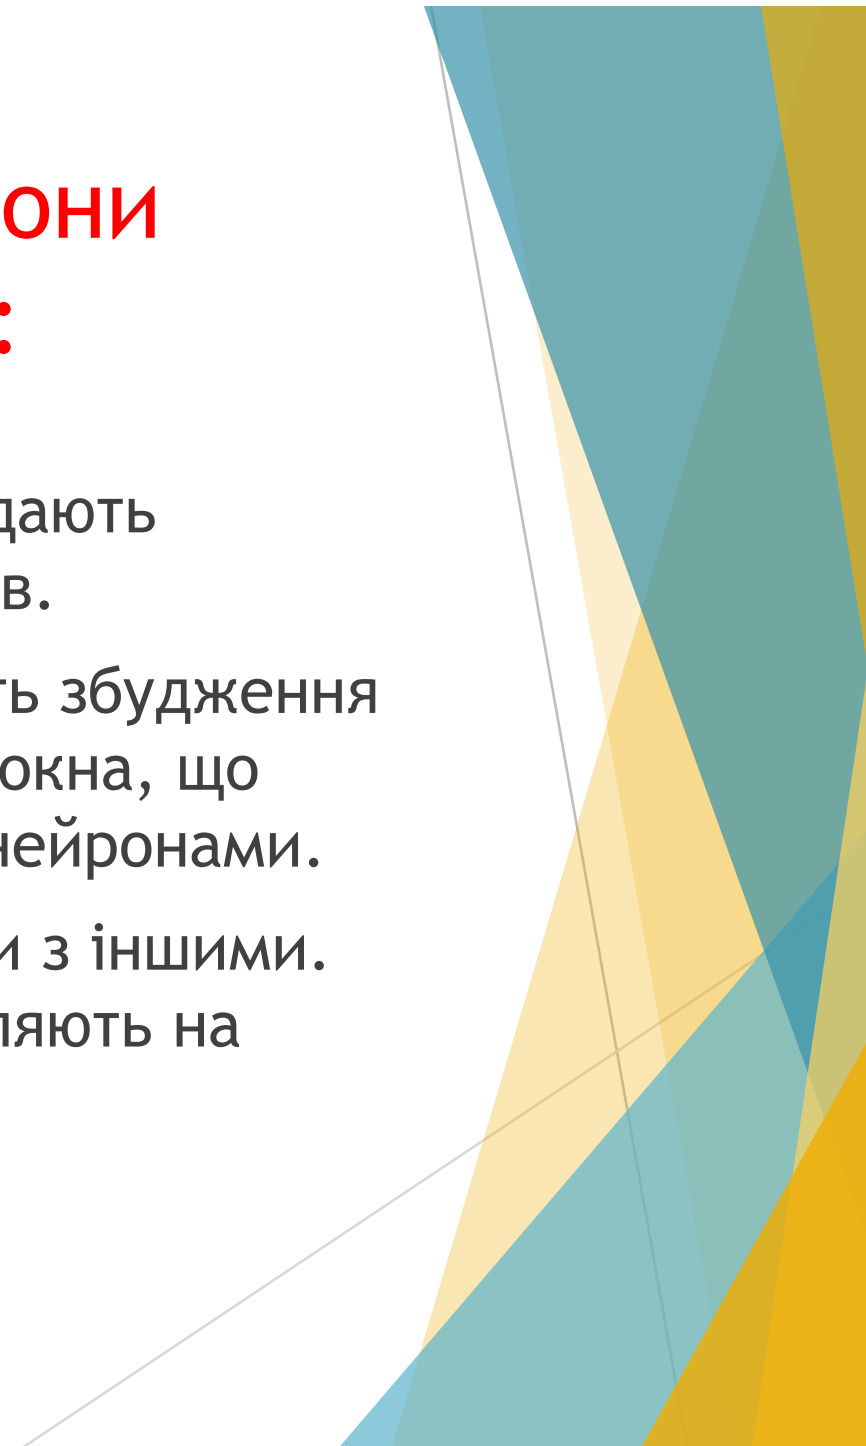 они
:
дають
в.
ть збудження
окна, що
нейронами.
и з іншими.
ляють на